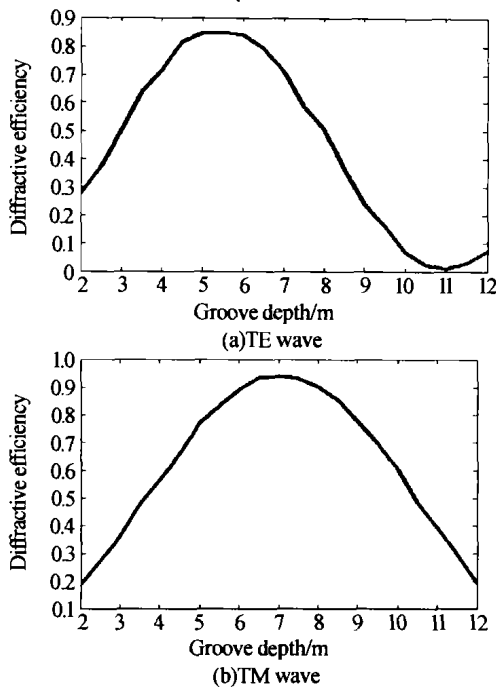 0.9
0.8
0.7
0.6
0.5
0.4
0.3
0.2
0.1
0
Diffractive efficiency
2 3 4 5 6 7 8 9 10 11 12
Groove depth/m
(a)TE wave
1.0
0.9
0.8
0.7
0.6
0.5
0.4
0.3
0.2
0.1
Diffractive efficiency
2 3 4 5 6 7 8 9 10 11 12
Groove depth/m
(b)TM wave